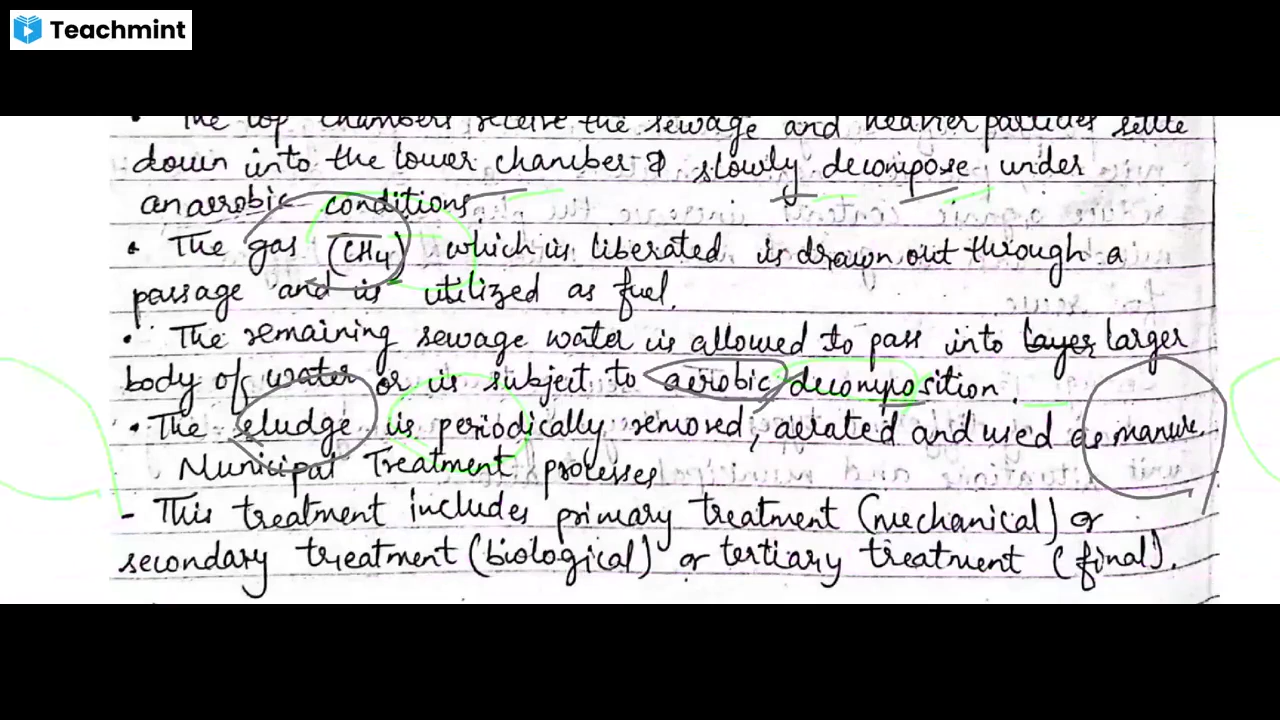 Teachmint
• The top chambers receive the sewage and heavier particles settle
down into the lower chamber & slowly decompose under
anaerobic conditions
• The gas (CH4) which is liberated is drawn out through a
passage and is utilized as fuel.
• The remaining sewage water is allowed to pass into layer larger
body of water or is subject to aerobic decomposition.
• The sludge is periodically removed, aerated and used as manure.
Municipal Treatment processes
- This treatment includes primary treatment (mechanical) or
secondary treatment (biological) or tertiary treatment (final).